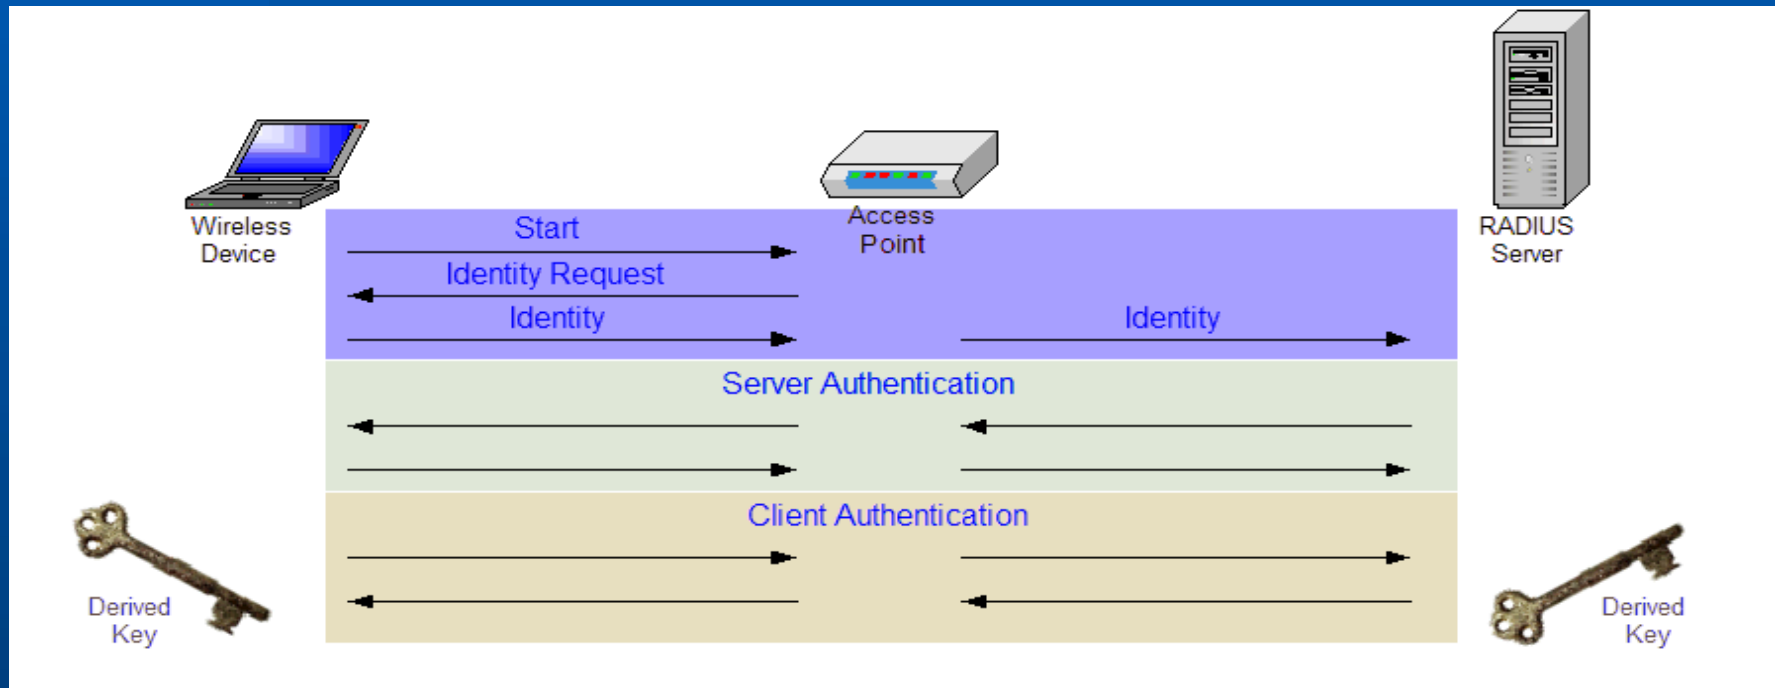 Wireless
Device
Access
Point
RADIUS
Server
Start
Identity Request
Identity
Identity
Server Authentication
Client Authentication
Derived
Key
Derived
Key